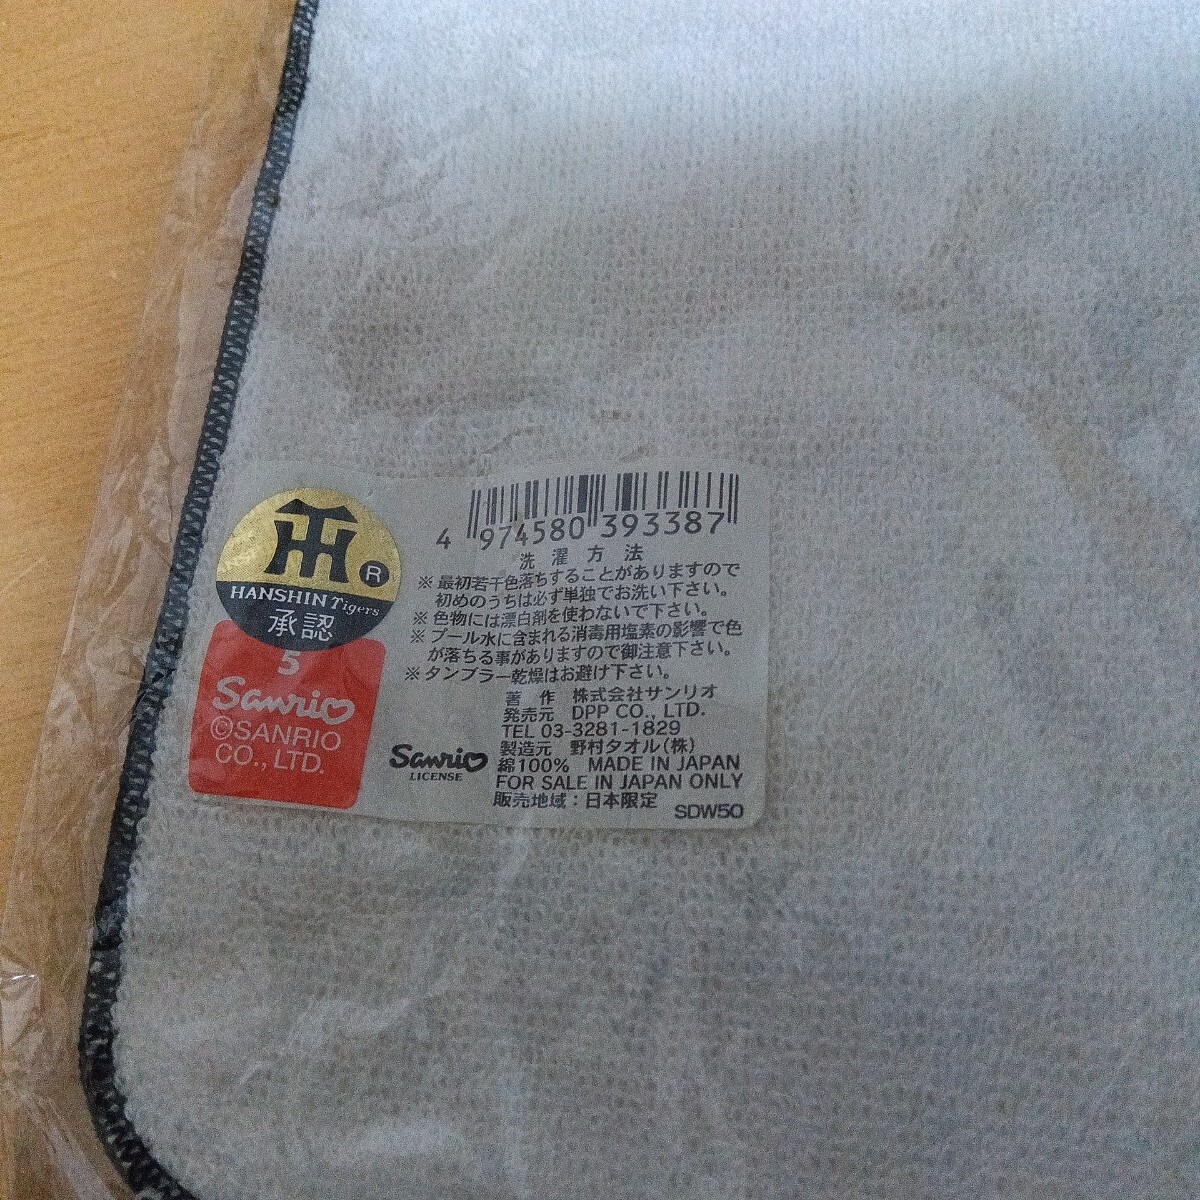 HANSHIN Tigers
承認
R
5
Sanrio
©SANRIO
CO., LTD.
4 974580 393387
洗濯方法
※ 最初若干色落ちすることがありますので
初めのうちは必ず単独でお洗い下さい。
※ 色物には漂白剤を使わないで下さい。
※ プール水に含まれる消毒用塩素の影響で色
が落ちる事がありますので御注意下さい。
※ タンブラー乾燥はお避け下さい。
著 作 株式会社サンリオ
発売元 DPP CO., LTD.
TEL 03-3281-1829
製造元 野村タオル(株)
綿100% MADE IN JAPAN
FOR SALE IN JAPAN ONLY
販売地域：日本限定
Sanrio
LICENSE
SDW50